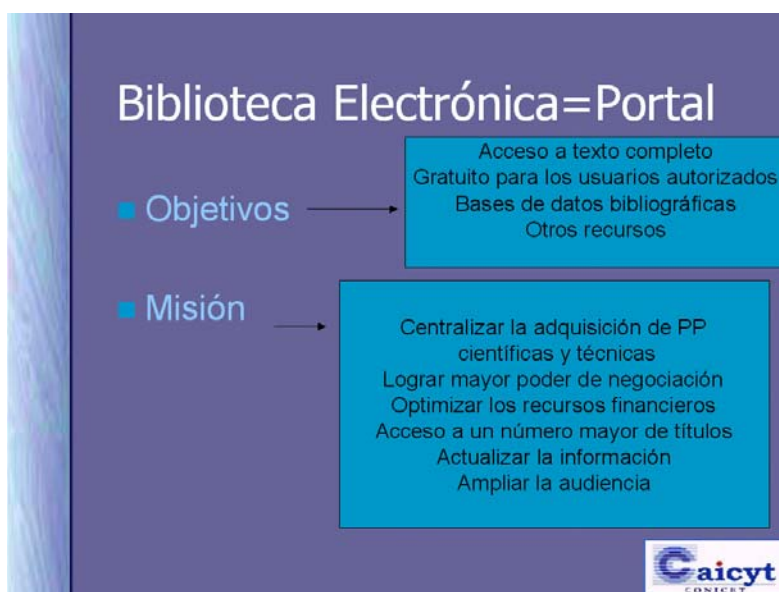 Biblioteca Electrónica=Portal
Objetivos
Acceso a texto completo
Gratuito para los usuarios autorizados
Bases de datos bibliográficas
Otros recursos
Misión
Centralizar la adquisición de PP
científicas y técnicas
Lograr mayor poder de negociación
Optimizar los recursos financieros
Acceso a un número mayor de títulos
Actualizar la información
Ampliar la audiencia
Caicyt
CONICET